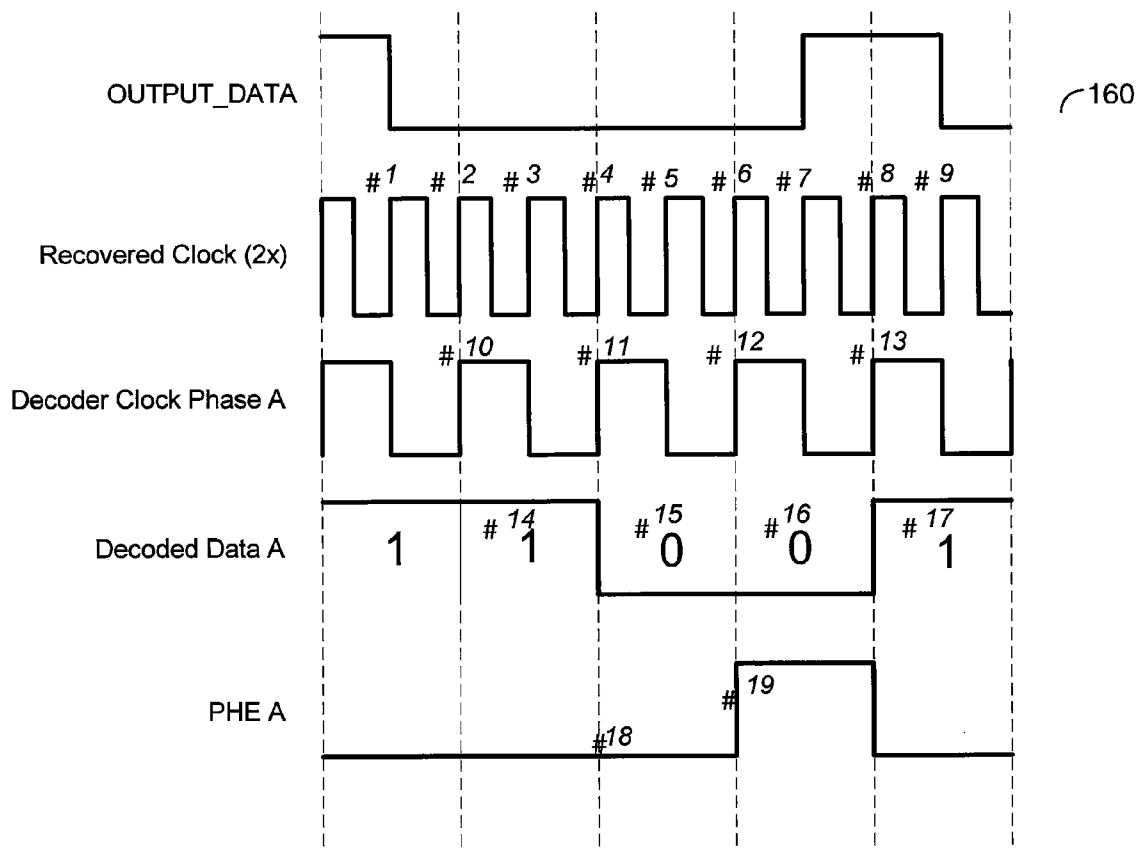 OUTPUT_DATA
160
#1 #2 #3 #4 #5 #6 #7 #8 #9
Recovered Clock (2x)
#10 #11 #12 #13
Decoder Clock Phase A
#14 #15 #16 #17
Decoded Data A
1 1 0 0 1
#19
PHE A
#18